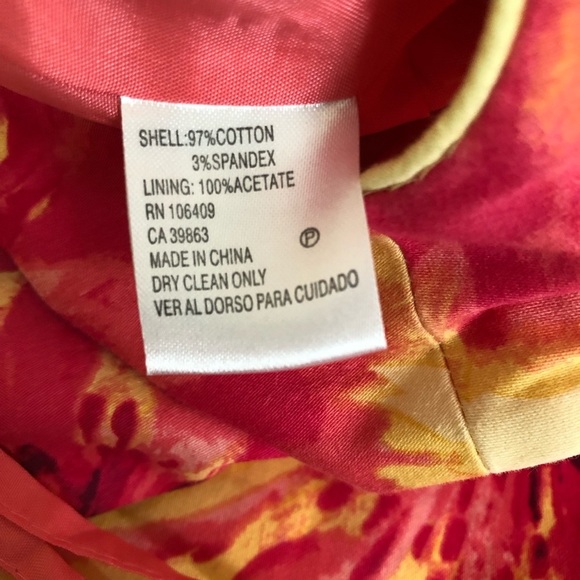 SHELL:97%COTTON
3%SPANDEX
LINING: 100%ACETATE
RN 106409
CA 39863
P
MADE IN CHINA
DRY CLEAN ONLY
VER AL DORSO PARA CUIDADO